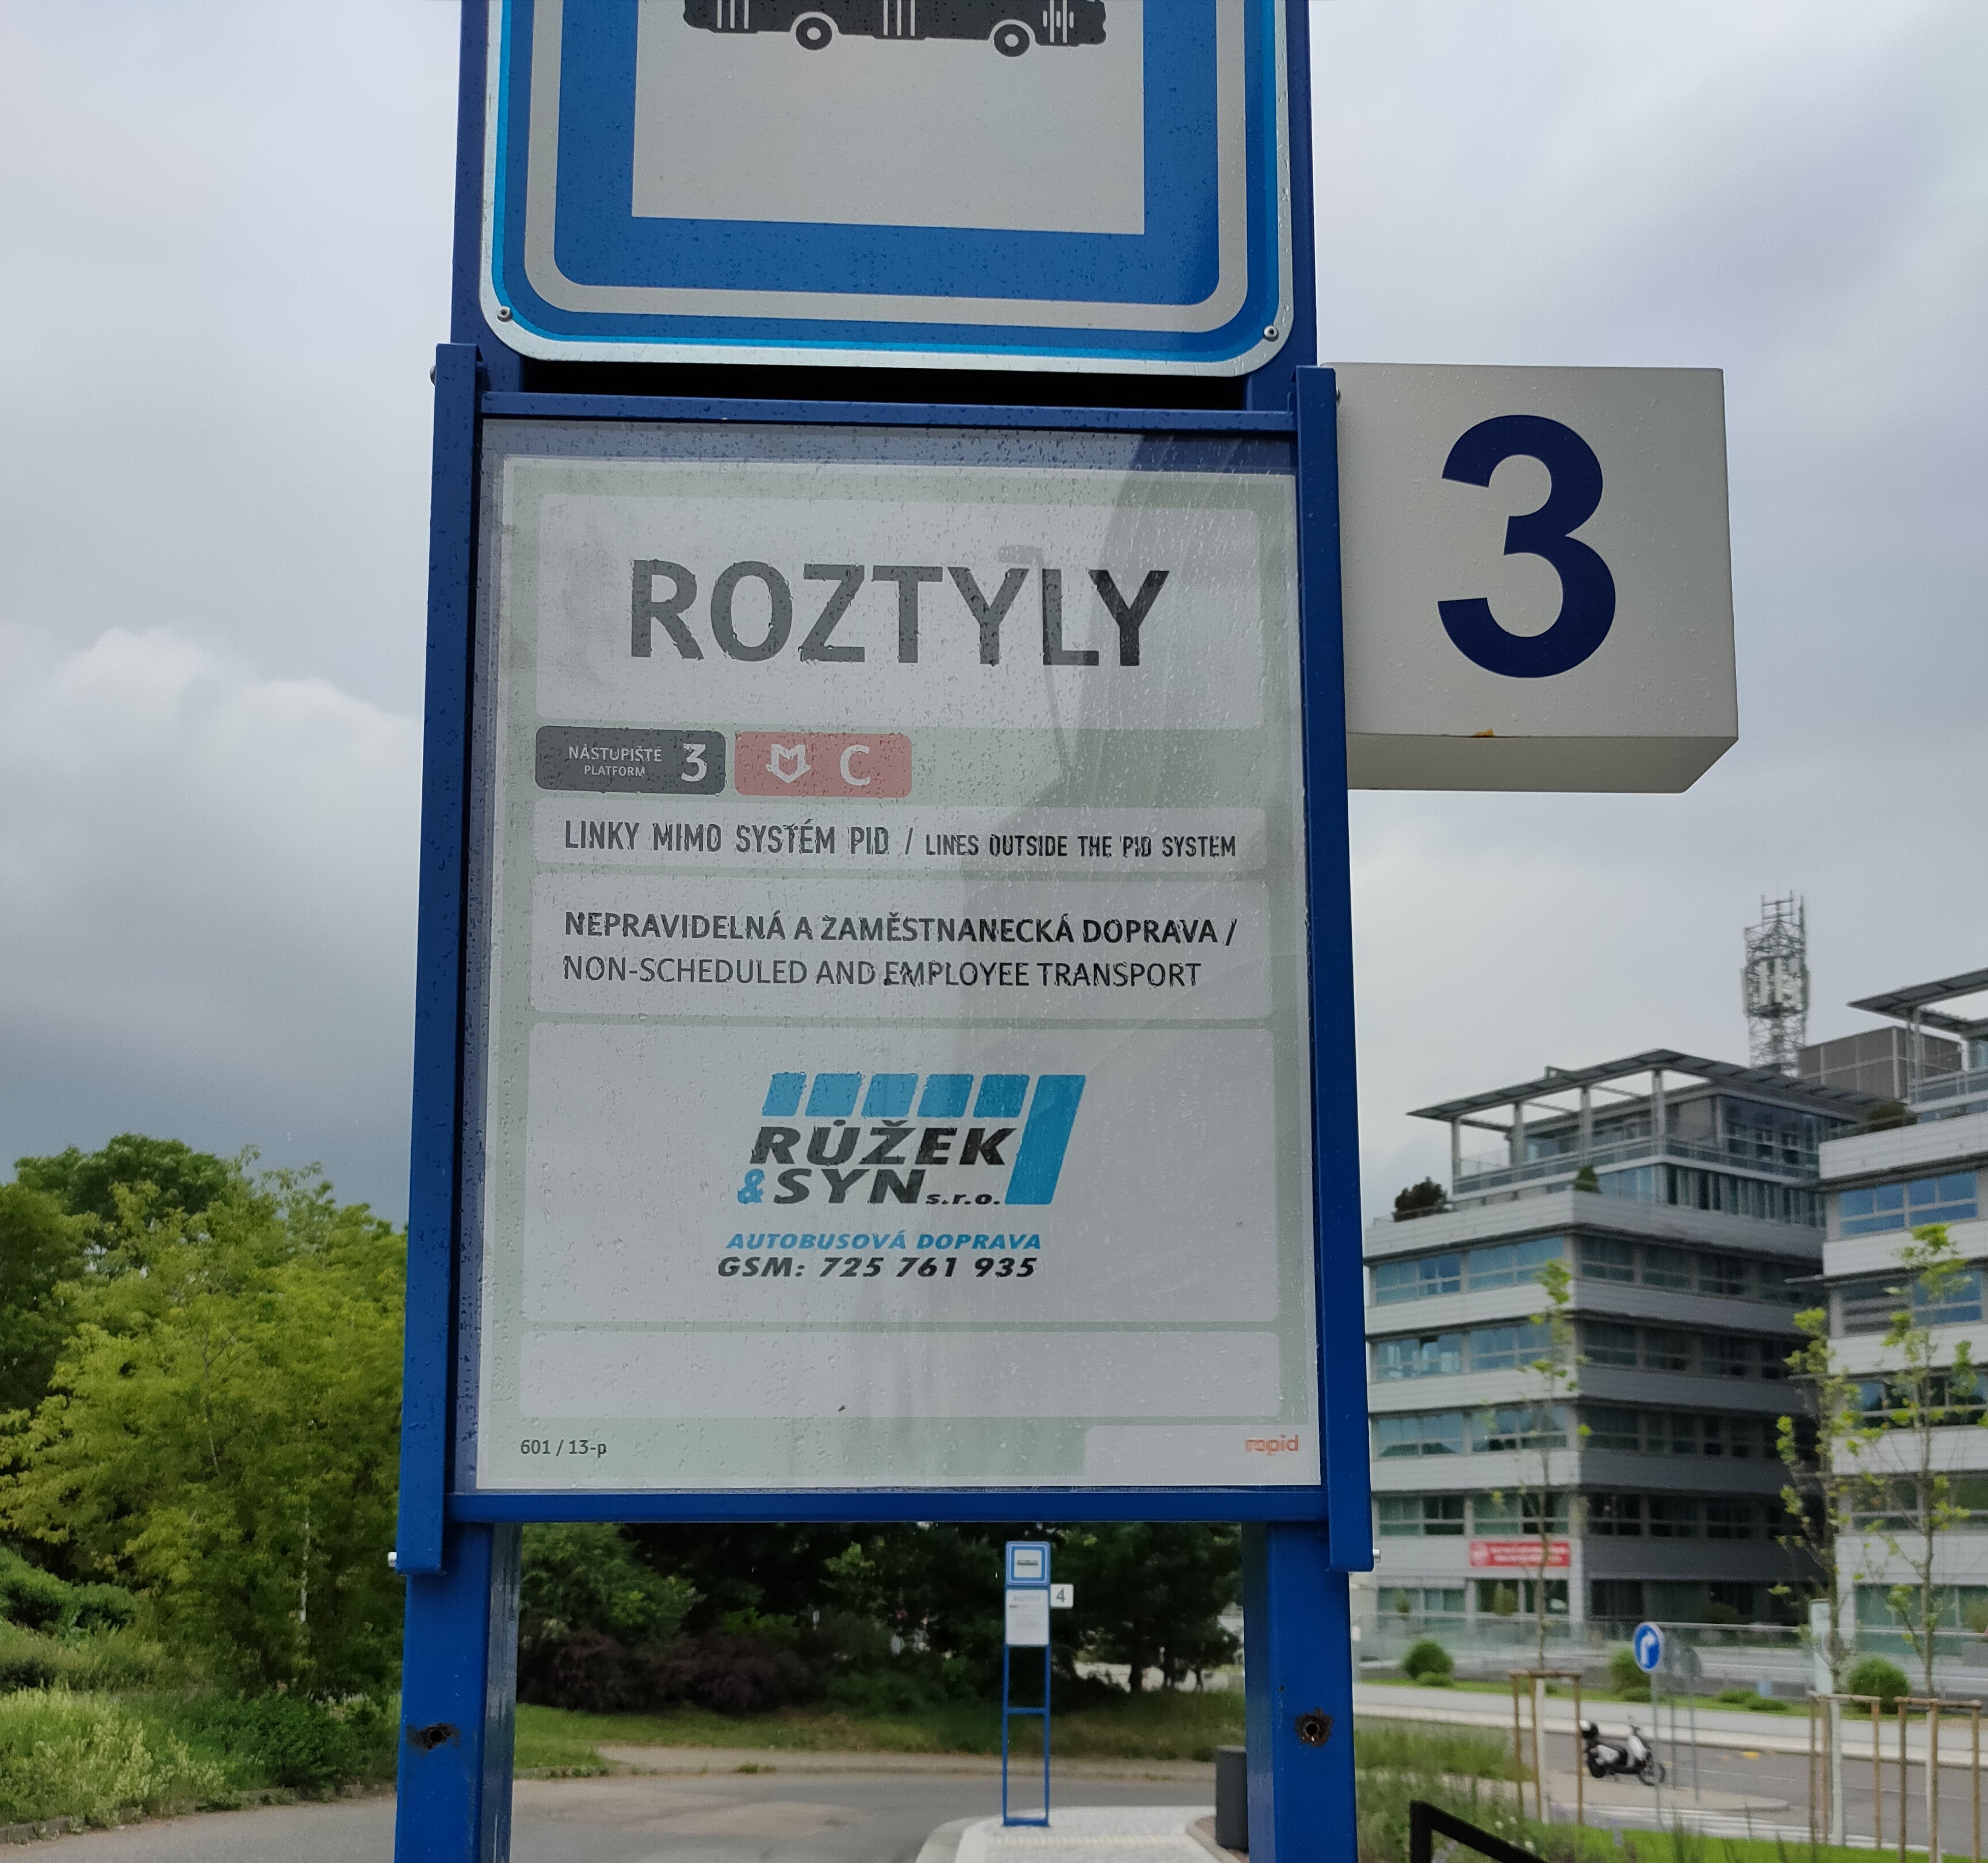 3
ROZTYLY
NÁSTUPIŠTĚ
PLATFORM
3
C
LINKY MIMO SYSTÉM PID / LINES OUTSIDE THE PID SYSTEM
NEPRAVIDELNÁ A ZAMĚSTNANECKÁ DOPRAVA /
NON-SCHEDULED AND EMPLOYEE TRANSPORT
RŮŽEK
& SYN s.r.o.
AUTOBUSOVÁ DOPRAVA
GSM: 725 761 935
601 / 13-p
ropid
4